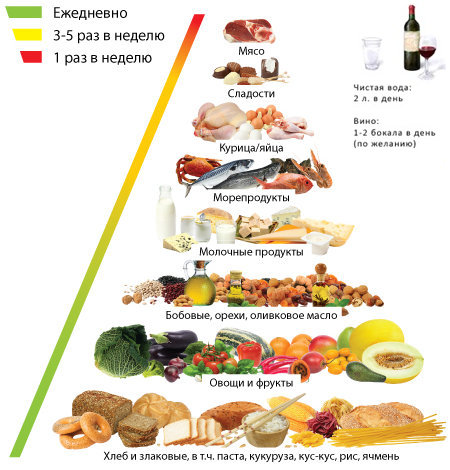 Ежедневно
3-5 раз в неделю
1 раз в неделю
Мясо
Сладости
Чистая вода:
2 л. в день
Вино:
1-2 бокала в день
(по желанию)
Курица/яйца
Морепродукты
Молочные продукты
Бобовые, орехи, оливковое масло
Овощи и фрукты
Хлеб и злаковые, в т.ч. паста, кукуруза, кус-кус, рис, ячмень